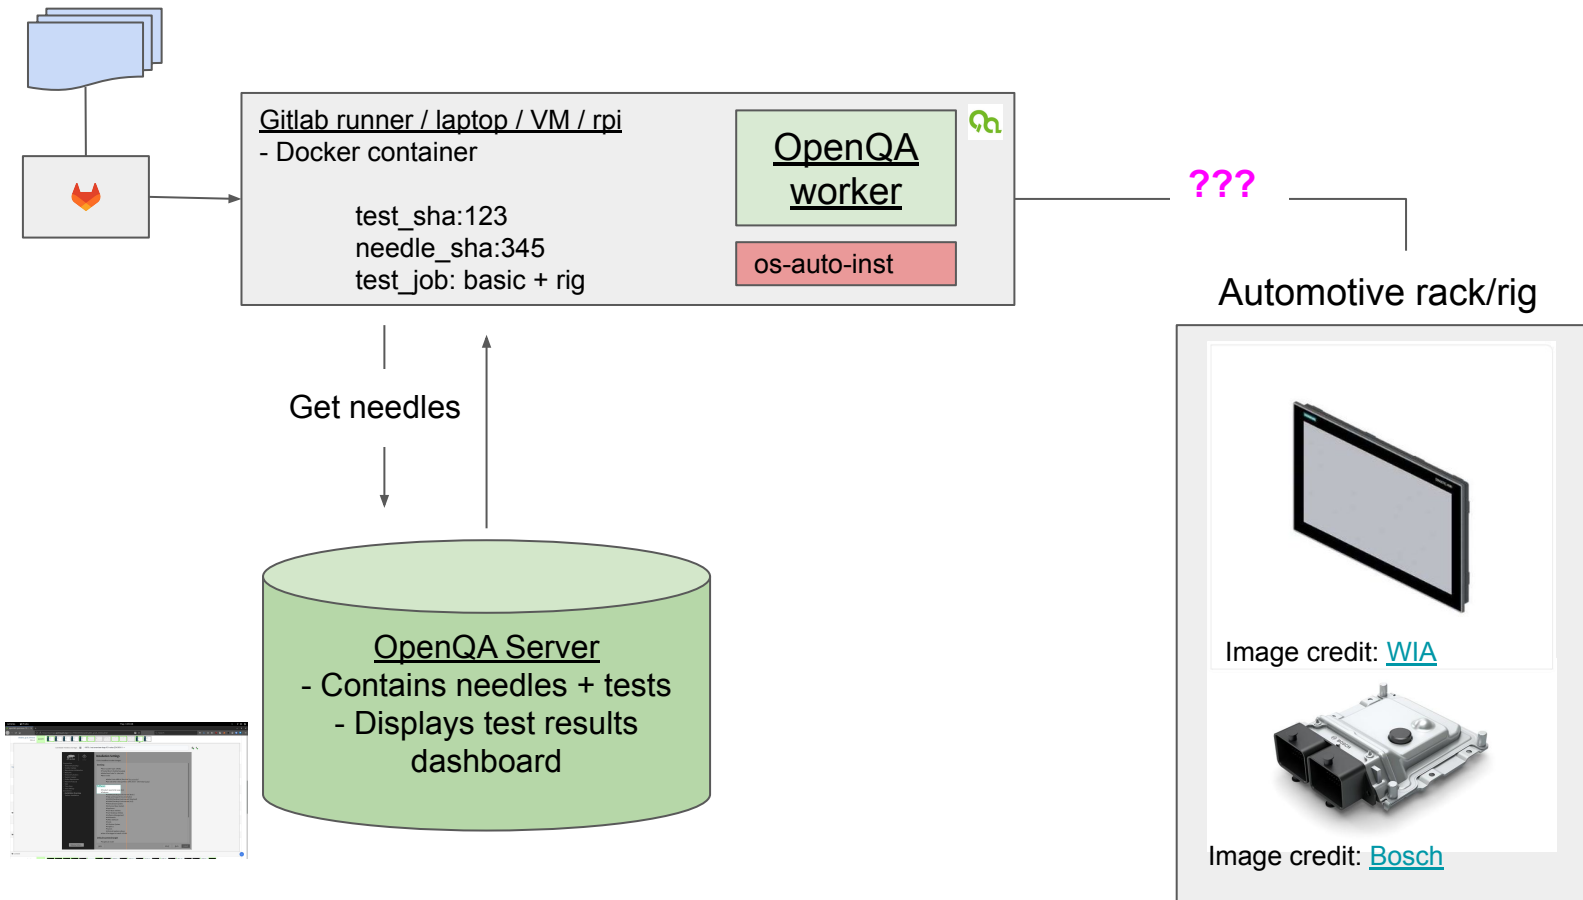 Gitlab runner / laptop / VM / rpi
- Docker container
test_sha:123
needle_sha:345
test_job: basic + rig
OpenQA
worker
os-auto-inst
???
Automotive rack/rig
Get needles
OpenQA Server
- Contains needles + tests
- Displays test results
dashboard
Image credit: WIA
BOSCH
Image credit: Bosch